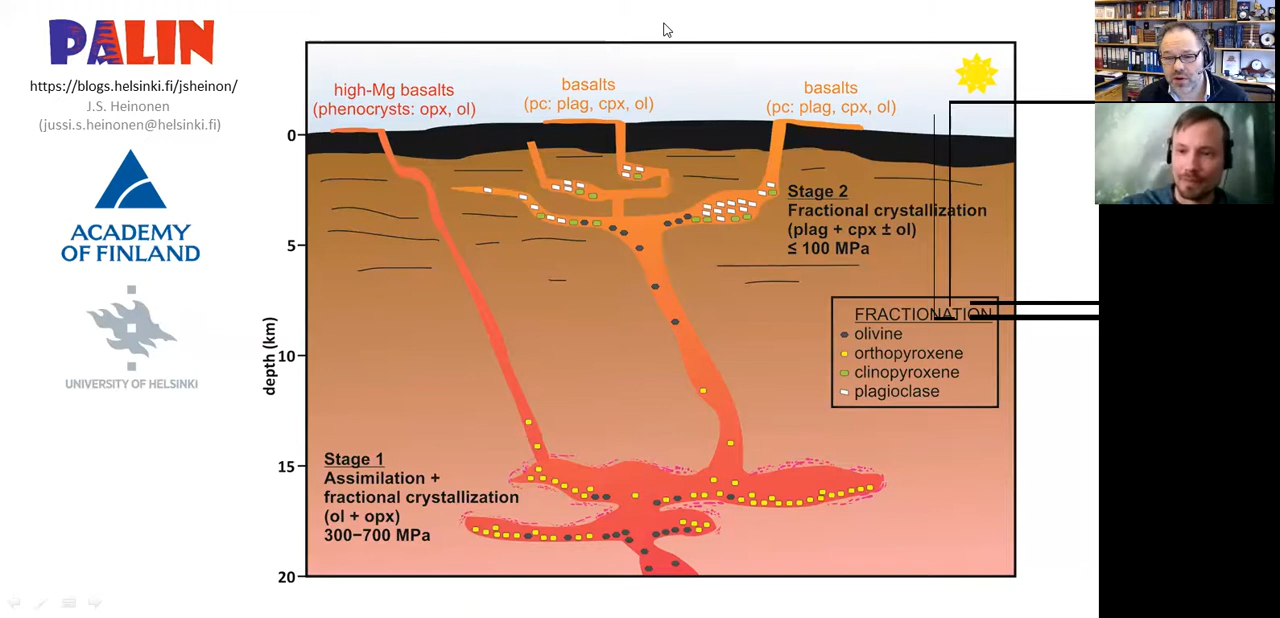 PALIN
https://blogs.helsinki.fi/jsheinon/
J.S. Heinonen
(jussi.s.heinonen@helsinki.fi)
ACADEMY
OF FINLAND
UNIVERSITY OF HELSINKI
high-Mg basalts
(phenocrysts: opx, ol)
basalts
(pc: plag, cpx, ol)
basalts
(pc: plag, cpx, ol)
Stage 2
Fractional crystallization
(plag + cpx ± ol)
≤ 100 MPa
FRACTIONATION
olivine
orthopyroxene
clinopyroxene
plagioclase
Stage 1
Assimilation +
fractional crystallization
(ol + opx)
300−700 MPa
depth (km)
0
5
10
15
20